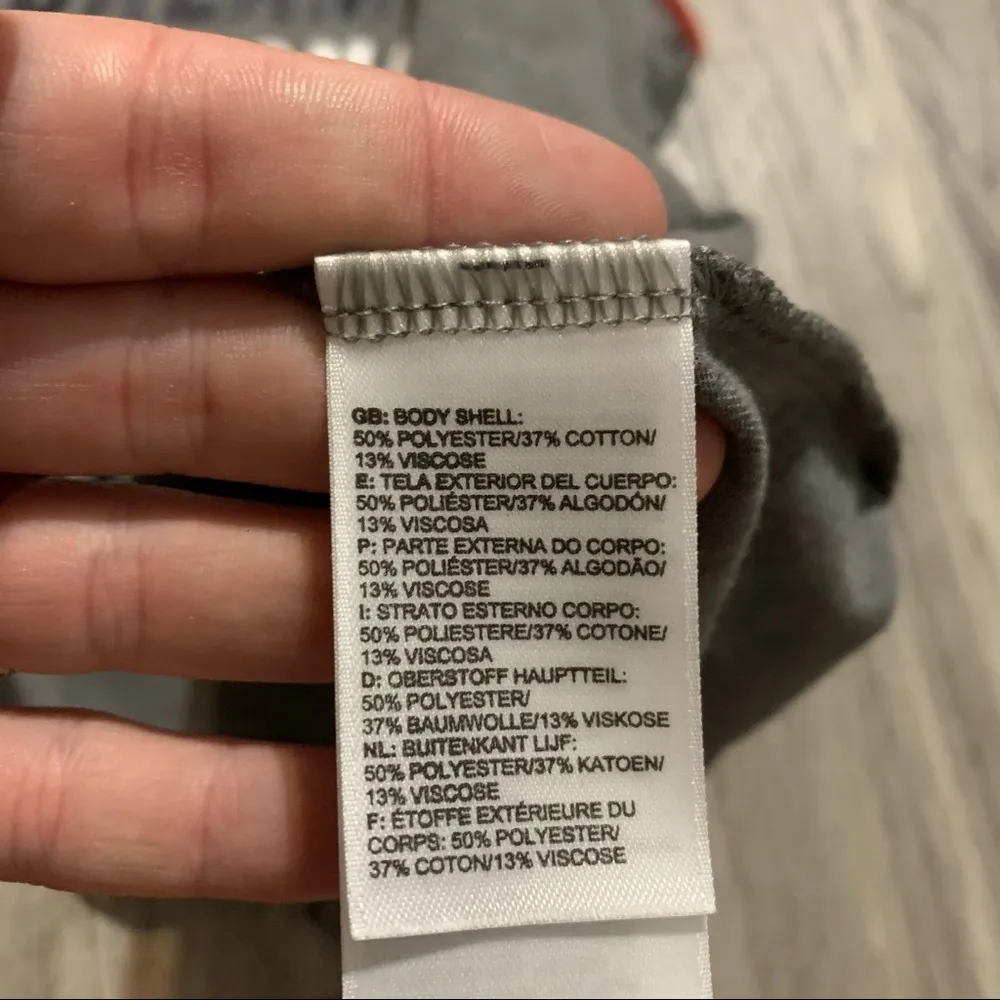 GB: BODY SHELL:
50% POLYESTER/37% COTTON/
13% VISCOSE
E: TELA EXTERIOR DEL CUERPO:
50% POLIÉSTER/37% ALGODÓN/
13% VISCOSA
P: PARTE EXTERNA DO CORPO:
50% POLIÉSTER/37% ALGODÃO/
13% VISCOSE
I: STRATO ESTERNO CORPO:
50% POLIESTERE/37% COTONE/
13% VISCOSA
D: OBERSTOFF HAUPTTEIL:
50% POLYESTER/
37% BAUMWOLLE/13% VISKOSE
NL: BUITENKANT LIJF:
50% POLYESTER/37% KATOEN/
13% VISCOSE
F: ÉTOFFE EXTÉRIEURE DU
CORPS: 50% POLYESTER/
37% COTON/13% VISCOSE